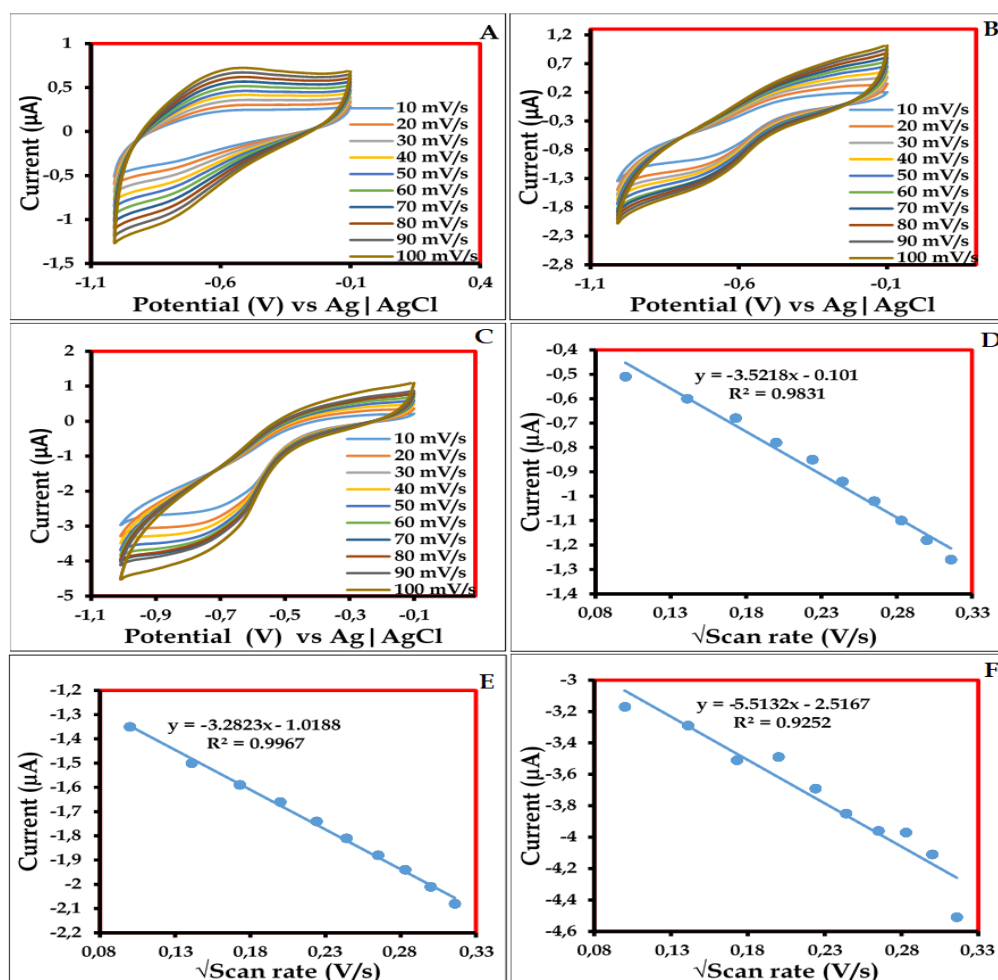 A
Current (µA)
1
0,5
0
-0,5
-1
-1,5
-1,1
-0,6
-0,1
0,4
10 mV/s
20 mV/s
30 mV/s
40 mV/s
50 mV/s
60 mV/s
70 mV/s
80 mV/s
90 mV/s
100 mV/s
Potential (V) vs Ag|AgCl
B
Current (µA)
1,2
0,7
0,2
-0,3
-0,8
-1,3
-1,8
-2,3
-2,8
-1,1
-0,6
-0,1
10 mV/s
20 mV/s
30 mV/s
40 mV/s
50 mV/s
60 mV/s
70 mV/s
80 mV/s
90 mV/s
100 mV/s
Potential (V) vs Ag|AgCl
C
Current (µA)
2
1
0
-1
-2
-3
-4
-5
-1,1
-0,9
-0,7
-0,5
-0,3
-0,1
10 mV/s
20 mV/s
30 mV/s
40 mV/s
50 mV/s
60 mV/s
70 mV/s
80 mV/s
90 mV/s
100 mV/s
Potential (V) vs Ag|AgCl
D
Current (µA)
-0,4
-0,5
-0,6
-0,7
-0,8
-0,9
-1
-1,1
-1,2
-1,3
-1,4
y = -3.5218x - 0.101
R² = 0.9831
0,08
0,13
0,18
0,23
0,28
0,33
√Scan rate (V/s)
E
Current (µA)
-1,2
-1,3
-1,4
-1,5
-1,6
-1,7
-1,8
-1,9
-2
-2,1
-2,2
y = -3.2823x - 1.0188
R² = 0.9967
0,08
0,13
0,18
0,23
0,28
0,33
√Scan rate (V/s)
F
Current (µA)
-3
-3,2
-3,4
-3,6
-3,8
-4
-4,2
-4,4
-4,6
y = -5.5132x - 2.5167
R² = 0.9252
0,08
0,13
0,18
0,23
0,28
0,33
√Scan rate (V/s)